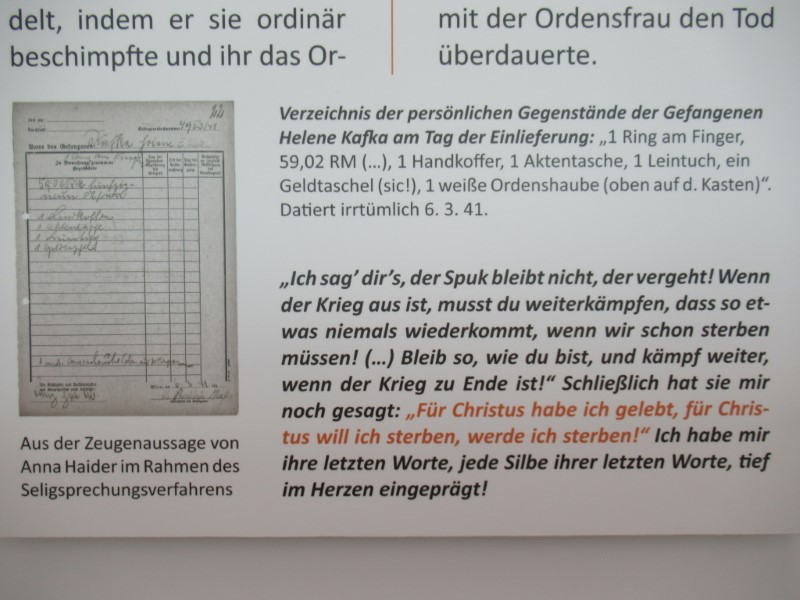 delt, indem er sie ordinär
beschimpfte und ihr das Or-
mit der Ordensfrau den Tod
überdauerte.
Verzeichnis der persönlichen Gegenstände der Gefangenen
Helene Kafka am Tag der Einlieferung: „1 Ring am Finger,
59,02 RM (...), 1 Handkoffer, 1 Aktentasche, 1 Leintuch, ein
Geldtaschel (sic!), 1 weiße Ordenshaube (oben auf d. Kasten)“.
Datiert irrtümlich 6. 3. 41.
„Ich sag’ dir’s, der Spuk bleibt nicht, der vergeht! Wenn
der Krieg aus ist, musst du weiterkämpfen, dass so et-
was niemals wiederkommt, wenn wir schon sterben
müssen! (...) Bleib so, wie du bist, und kämpf weiter,
wenn der Krieg zu Ende ist!“ Schließlich hat sie mir
noch gesagt: „Für Christus habe ich gelebt, für Chris-
tus will ich sterben, werde ich sterben!“ Ich habe mir
ihre letzten Worte, jede Silbe ihrer letzten Worte, tief
im Herzen eingeprägt!
Name des Gefangenen: Kafka
1 Handkoffer
Aus der Zeugenaussage von
Anna Haider im Rahmen des
Seligsprechungsverfahrens